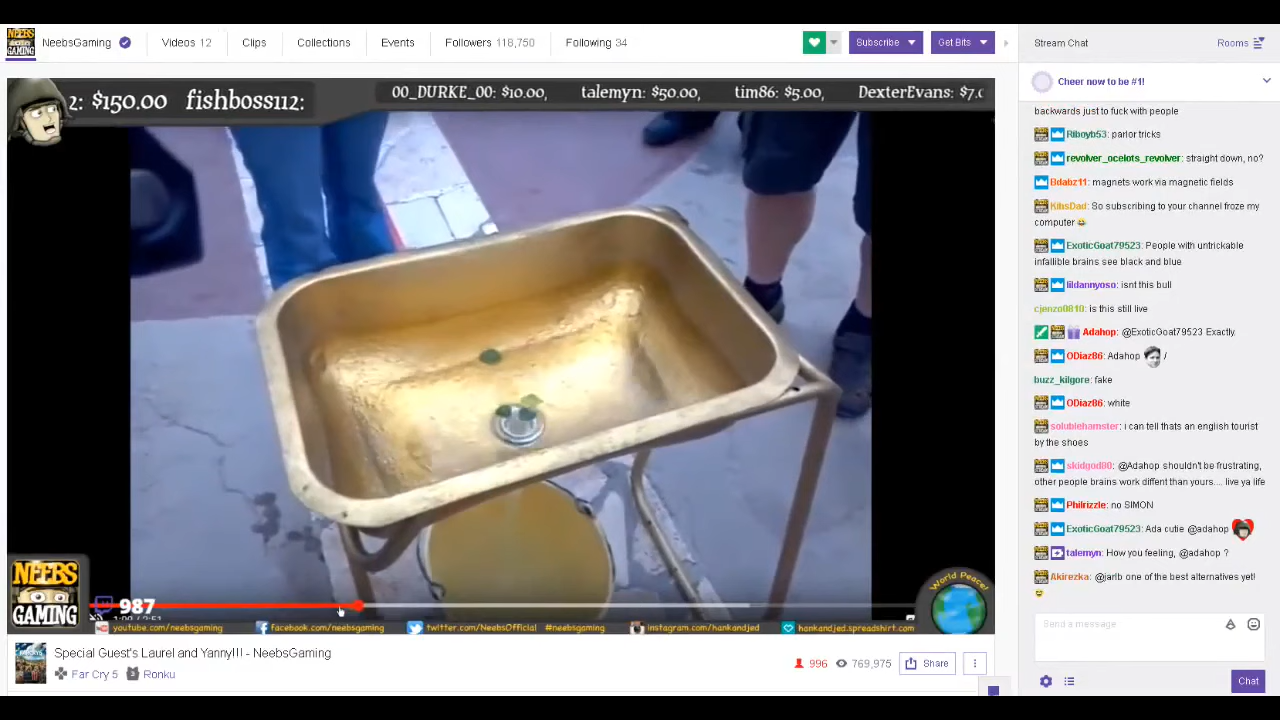 NEEBS GAMING
NeebsGaming
Videos 12
Clips
Collections
Events
Followers 118,750
Following 34
Subscribe
Get Bits
2: $150.00 fishboss112:
00_DURKE_00: $10.00, talemyn: $50.00, tim86: $5.00, DexterEvans: $7.0
NEEBS
GAMING
987
World Peace!
youtube.com/neebsgaming
facebook.com/neebsgaming
twitter.com/NeebsOfficial #neebsgaming
instagram.com/hankandjed
hankandjed.spreadshirt.com
Special Guest's Laurel and Yanny!!! - NeebsGaming
Far Cry 5 Ronku
996
769,975
Share
Stream Chat
Rooms
Cheer now to be #1!
backwards just to fuck with people
Riboyb53: parlor tricks
revolver_ocelots_revolver: straight down, no?
Bdabz11: magnets work via magnetic fields
KihsDad: So subscribing to your channel froze my
computer
ExoticGoat79523: People with untrickable
infallible brains see black and blue
lildannyoso: isnt this bull
cjenzo0810: is this still live
Adahop: @ExoticGoat79523 Exactly.
ODiaz86: Adahop /
buzz_kilgore: fake
ODiaz86: white
solublehamster: i can tell thats an english tourist
by the shoes
skidgod80: @Adahop shouldn't be frustrating,
other people brains work diffent than yours.... live ya life
Philrizzle: no SIMON
ExoticGoat79523: Ada cutie @adahop
talemyn: How you feeling, @adahop ?
Akirezka: @jarlb one of the best alternatives yet!
Send a message
Chat